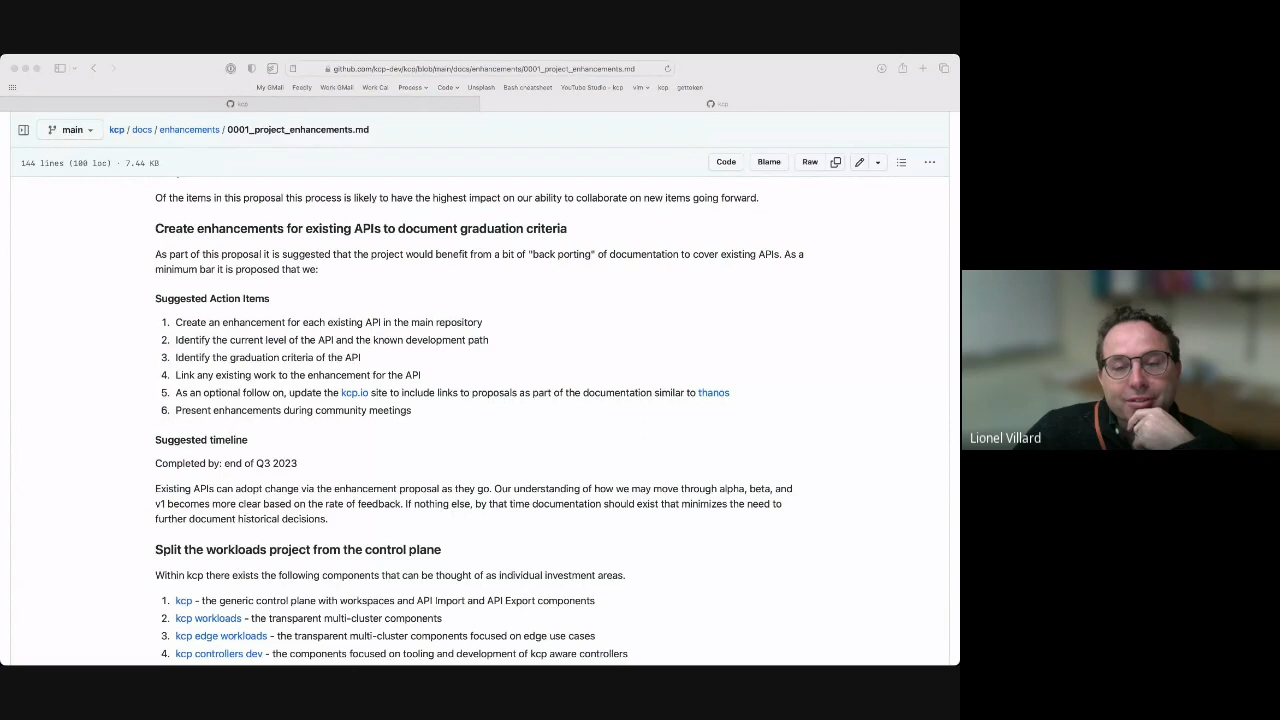 github.com/kcp-dev/kcp/blob/main/docs/enhancements/0001_project_enhancements.md
My GMail Feedly Work GMail Work Cal Process Code Unsplash Bash cheatsheet YouTube Studio - kcp vim kcp gettoken
kcp kcp
main kcp / docs / enhancements / 0001_project_enhancements.md
144 lines (100 loc) · 7.44 KB Code Blame Raw
Of the items in this proposal this process is likely to have the highest impact on our ability to collaborate on new items going forward.
Create enhancements for existing APIs to document graduation criteria
As part of this proposal it is suggested that the project would benefit from a bit of "back porting" of documentation to cover existing APIs. As a
minimum bar it is proposed that we:
Suggested Action Items
1. Create an enhancement for each existing API in the main repository
2. Identify the current level of the API and the known development path
3. Identify the graduation criteria of the API
4. Link any existing work to the enhancement for the API
5. As an optional follow on, update the kcp.io site to include links to proposals as part of the documentation similar to thanos
6. Present enhancements during community meetings
Suggested timeline
Completed by: end of Q3 2023
Existing APIs can adopt change via the enhancement proposal as they go. Our understanding of how we may move through alpha, beta, and
v1 becomes more clear based on the rate of feedback. If nothing else, by that time documentation should exist that minimizes the need to
further document historical decisions.
Split the workloads project from the control plane
Within kcp there exists the following components that can be thought of as individual investment areas.
1. kcp - the generic control plane with workspaces and API Import and API Export components
2. kcp workloads - the transparent multi-cluster components
3. kcp edge workloads - the transparent multi-cluster components focused on edge use cases
4. kcp controllers dev - the components focused on tooling and development of kcp aware controllers
Lionel Villard